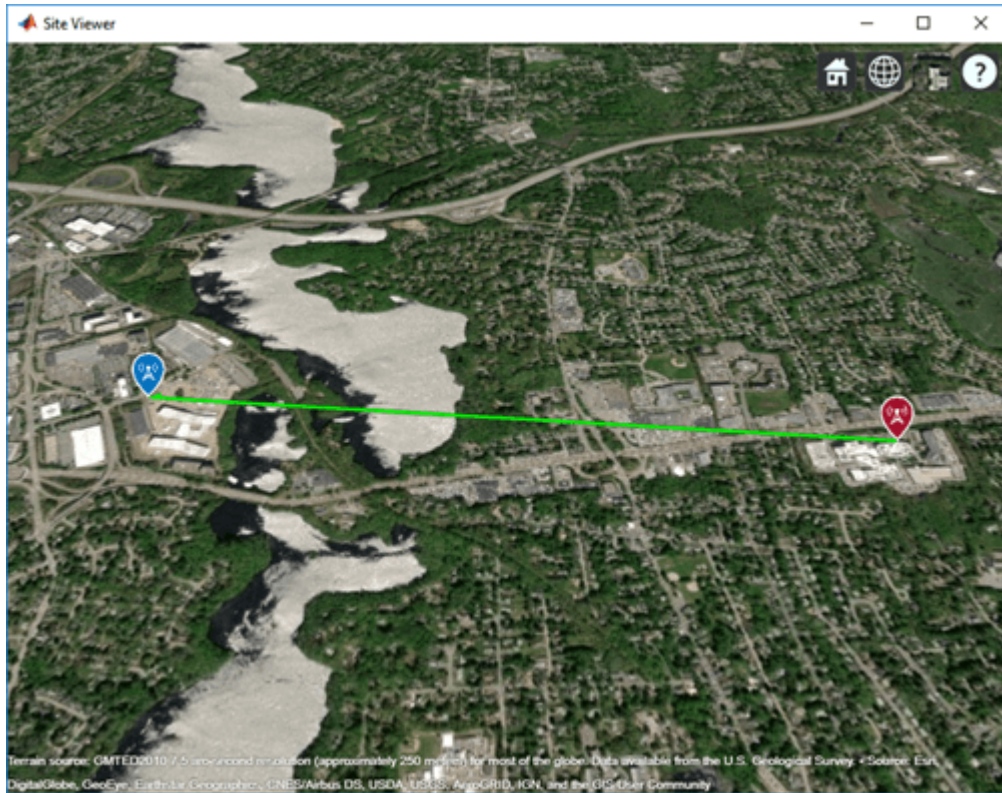 Site Viewer
?
Terrain source: GMTED2010 7.5 arc-second resolution (approximately 250 meters) for most of the globe. Data available from the U.S. Geological Survey. • Source: Esri,
DigitalGlobe, GeoEye, Earthstar Geographics, CNES/Airbus DS, USDA, USGS, AeroGRID, IGN, and the GIS User Community